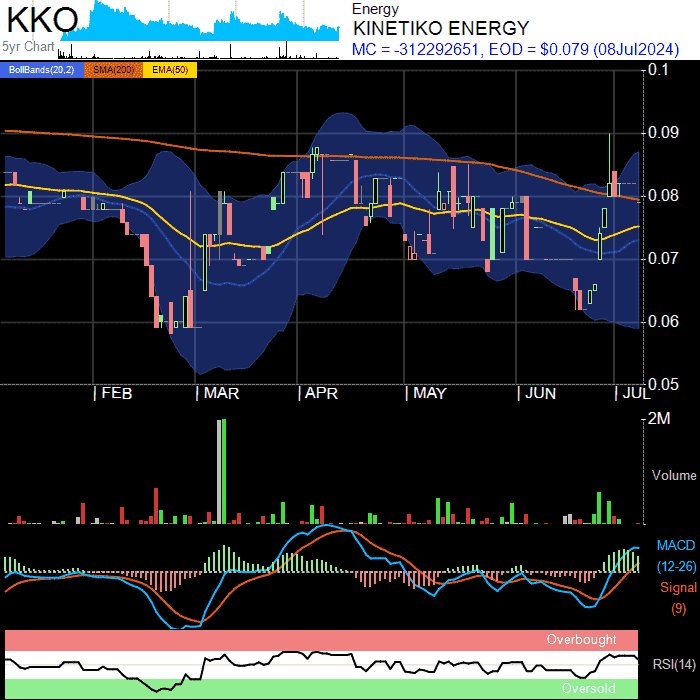 KKO
Energy
KINETIKO ENERGY
5yr Chart
MC = -312292651, EOD = $0.079 (08Jul2024)
BollBands(20,2) SMA(200) EMA(50)
0.1
0.09
0.08
0.07
0.06
0.05
| FEB | MAR | APR | MAY | JUN | JUL
2M
Volume
MACD
(12-26)
Signal
(9)
Overbought
RSI(14)
Oversold